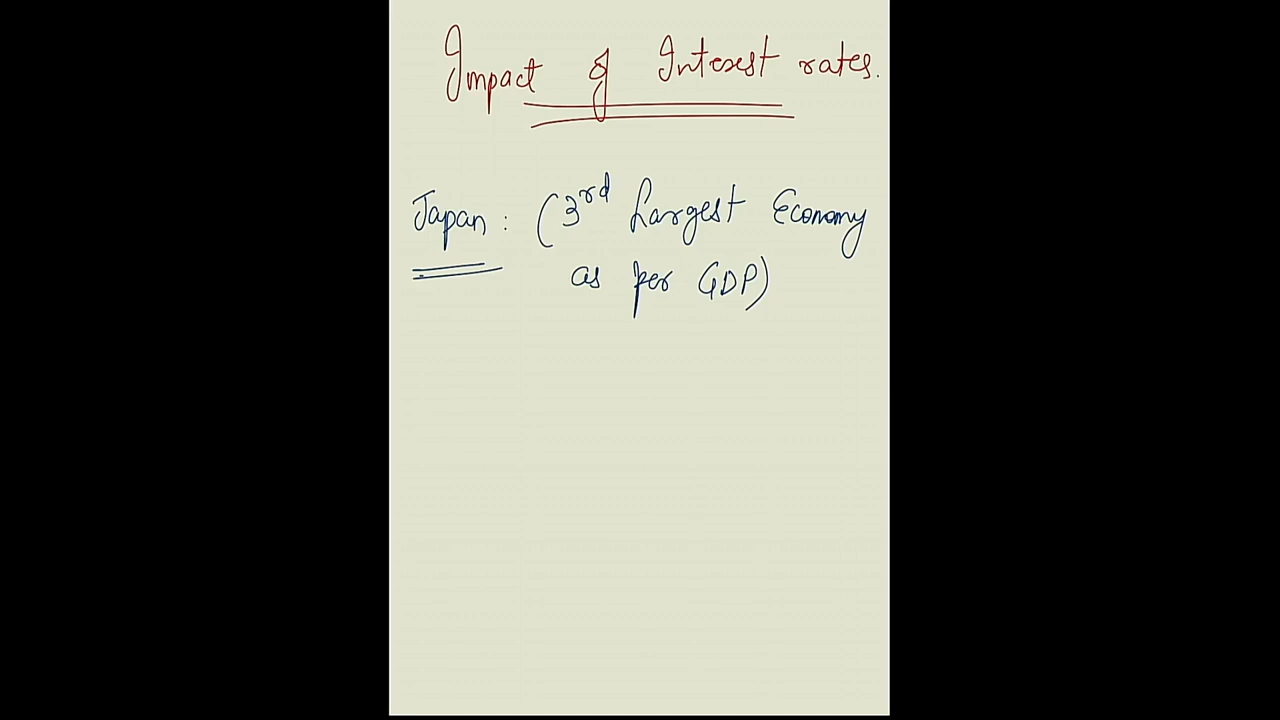 Impact of Interest rates.
Japan: (3rd Largest Economy
as per GDP)